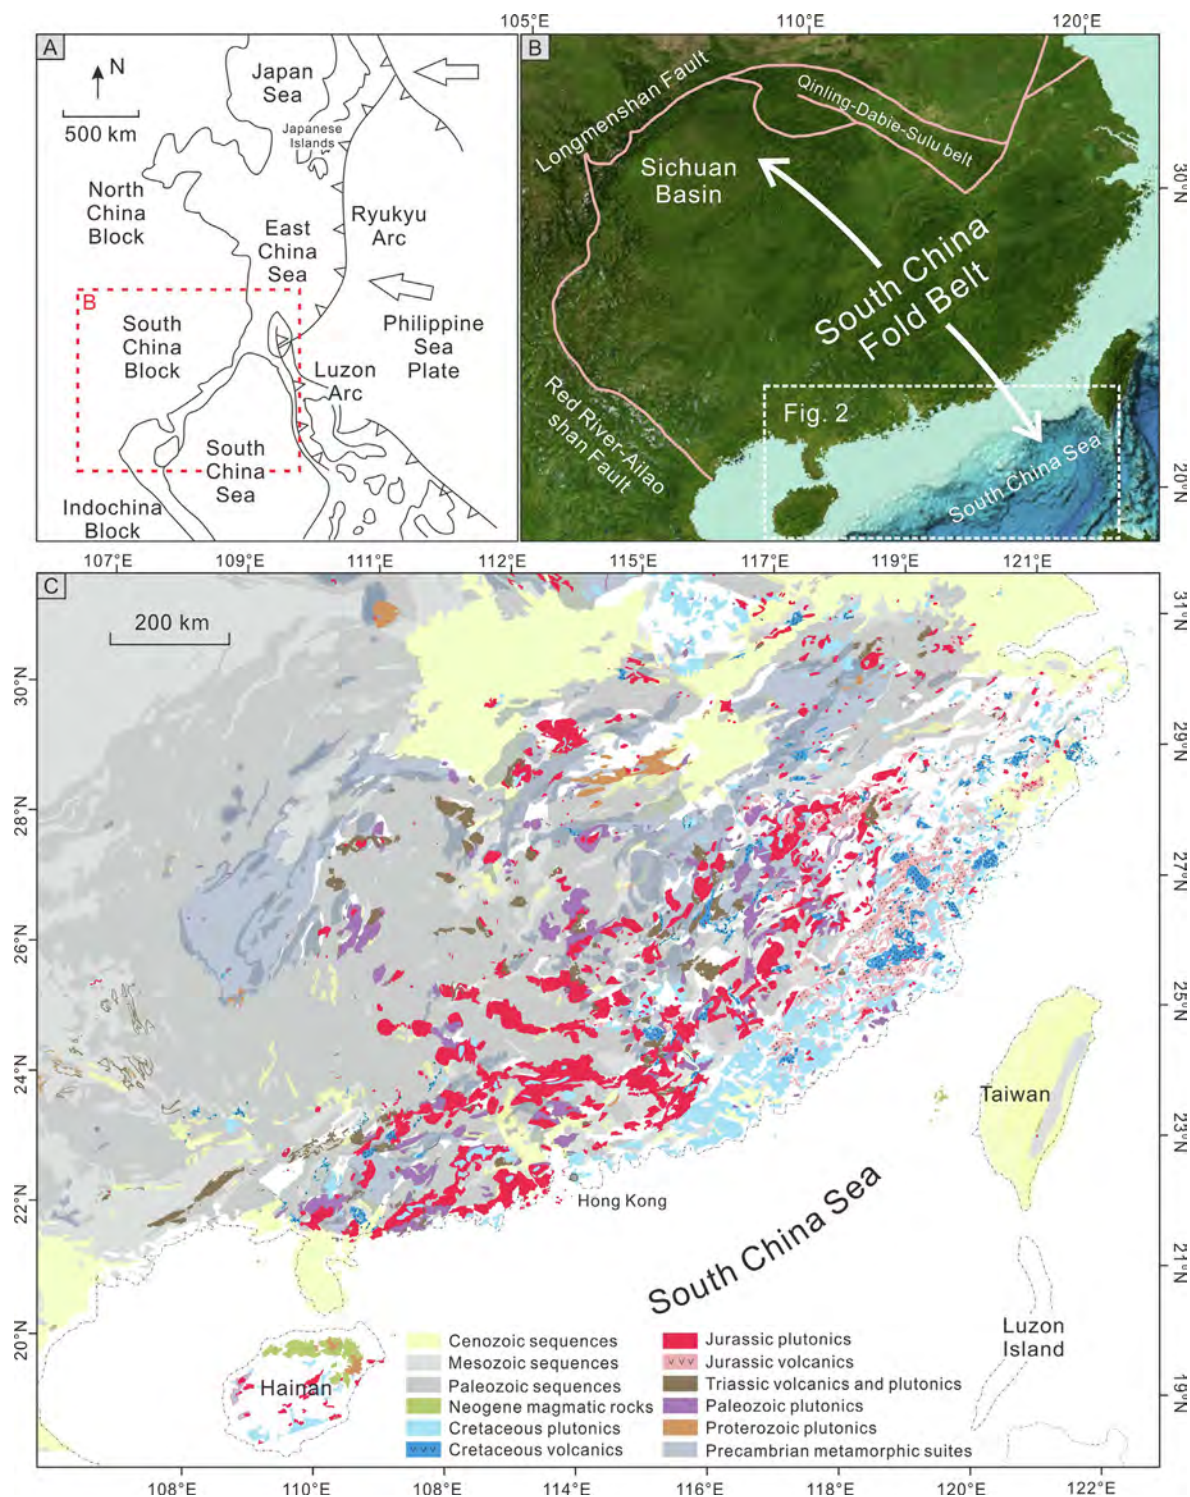 105°E
110°E
120°E
A
N
500 km
Japan
Sea
Japanese
Islands
North
China
Block
East
China
Sea
Ryukyu
Arc
B
South
China
Block
Philippine
Sea
Plate
Luzon
Arc
South
China
Sea
Indochina
Block
B
Longmenshan Fault
Qinling-Dabie-Sulu belt
Sichuan
Basin
South China
Fold Belt
Red River-Ailao
shan Fault
Fig. 2
South China Sea
30°N
20°N
107°E
109°E
111°E
113°E
115°E
117°E
119°E
121°E
C
200 km
30°N
29°N
28°N
26°N
24°N
22°N
20°N
31°N
29°N
27°N
25°N
23°N
21°N
19°N
Taiwan
Hong Kong
South China Sea
Luzon
Island
Hainan
Cenozoic sequences
Mesozoic sequences
Paleozoic sequences
Neogene magmatic rocks
Cretaceous plutonics
Cretaceous volcanics
Jurassic plutonics
Jurassic volcanics
Triassic volcanics and plutonics
Paleozoic plutonics
Proterozoic plutonics
Precambrian metamorphic suites
108°E
110°E
108°E
114°E
116°E
118°E
120°E
122°E